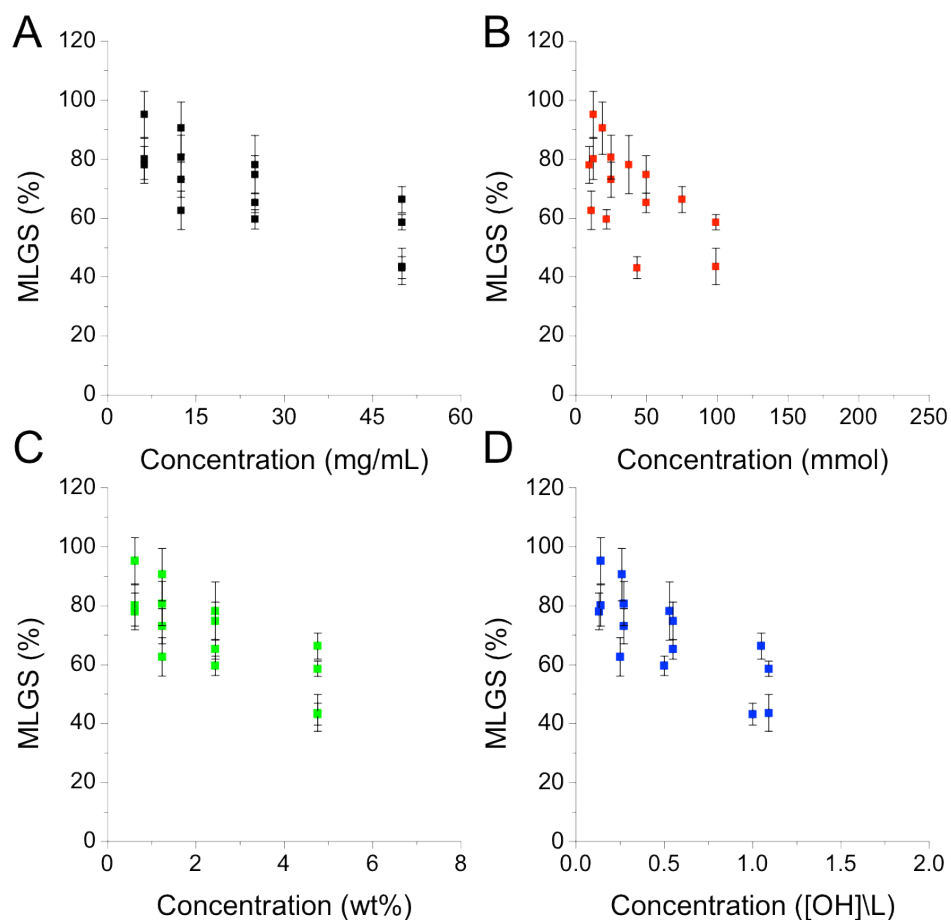 A
120
100
80
60
40
20
0
MLGS (%)
0 15 30 45 60
Concentration (mg/mL)
B
120
100
80
60
40
20
0
MLGS (%)
0 50 100 150 200 250
Concentration (mmol)
C
120
100
80
60
40
20
0
MLGS (%)
0 2 4 6 8
Concentration (wt%)
D
120
100
80
60
40
20
0
MLGS (%)
0.0 0.5 1.0 1.5 2.0
Concentration ([OH]\L)